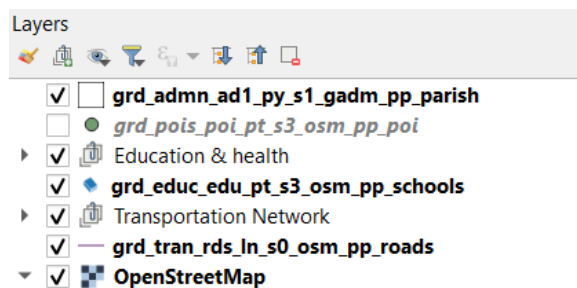 Layers
grd_admn_ad1_py_s1_gadm_pp_parish
grd_pois_poi_pt_s3_osm_pp_poi
Education & health
grd_educ_edu_pt_s3_osm_pp_schools
Transportation Network
grd_tran_rds_ln_s0_osm_pp_roads
OpenStreetMap